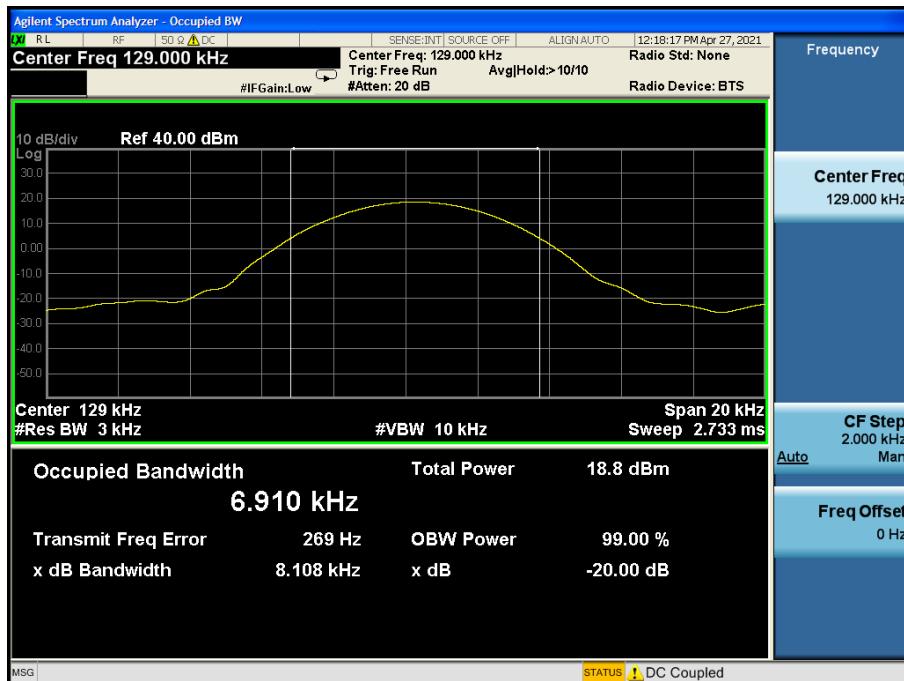 Agilent Spectrum Analyzer - Occupied BW
LXI RL RF 50 Ω DC SENSE:INT SOURCE OFF ALIGN AUTO 12:18:17 PM Apr 27, 2021
Center Freq 129.000 kHz
Center Freq: 129.000 kHz
Radio Std: None
Trig: Free Run Avg|Hold:>10/10
#IFGain:Low
#Atten: 20 dB
Radio Device: BTS
10 dB/div Ref 40.00 dBm
Log
30.0
20.0
10.0
0.00
-10.0
-20.0
-30.0
-40.0
-50.0
Center 129 kHz Span 20 kHz
#Res BW 3 kHz #VBW 10 kHz Sweep 2.733 ms
Occupied Bandwidth Total Power 18.8 dBm
6.910 kHz
Transmit Freq Error 269 Hz OBW Power 99.00 %
x dB Bandwidth 8.108 kHz x dB -20.00 dB
Frequency
Center Freq
129.000 kHz
CF Step
2.000 kHz
Auto Man
Freq Offset
0 Hz
MSG STATUS DC Coupled